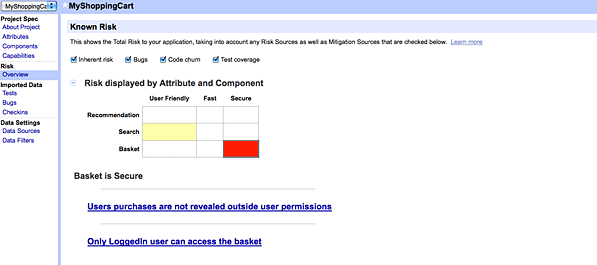 MyShoppingCart
MyShoppingCart
Project Spec
About Project
Attributes
Components
Capabilities
Risk
Overview
Imported Data
Tests
Bugs
Checkins
Data Settings
Data Sources
Data Filters
Known Risk
This shows the Total Risk to your application, taking into account any Risk Sources as well as Mitigation Sources that are checked below. Learn more
Inherent risk Bugs Code churn Test coverage
Risk displayed by Attribute and Component
User Friendly Fast Secure
Recommendation
Search
Basket
Basket is Secure
Users purchases are not revealed outside user permissions
Only LoggedIn user can access the basket